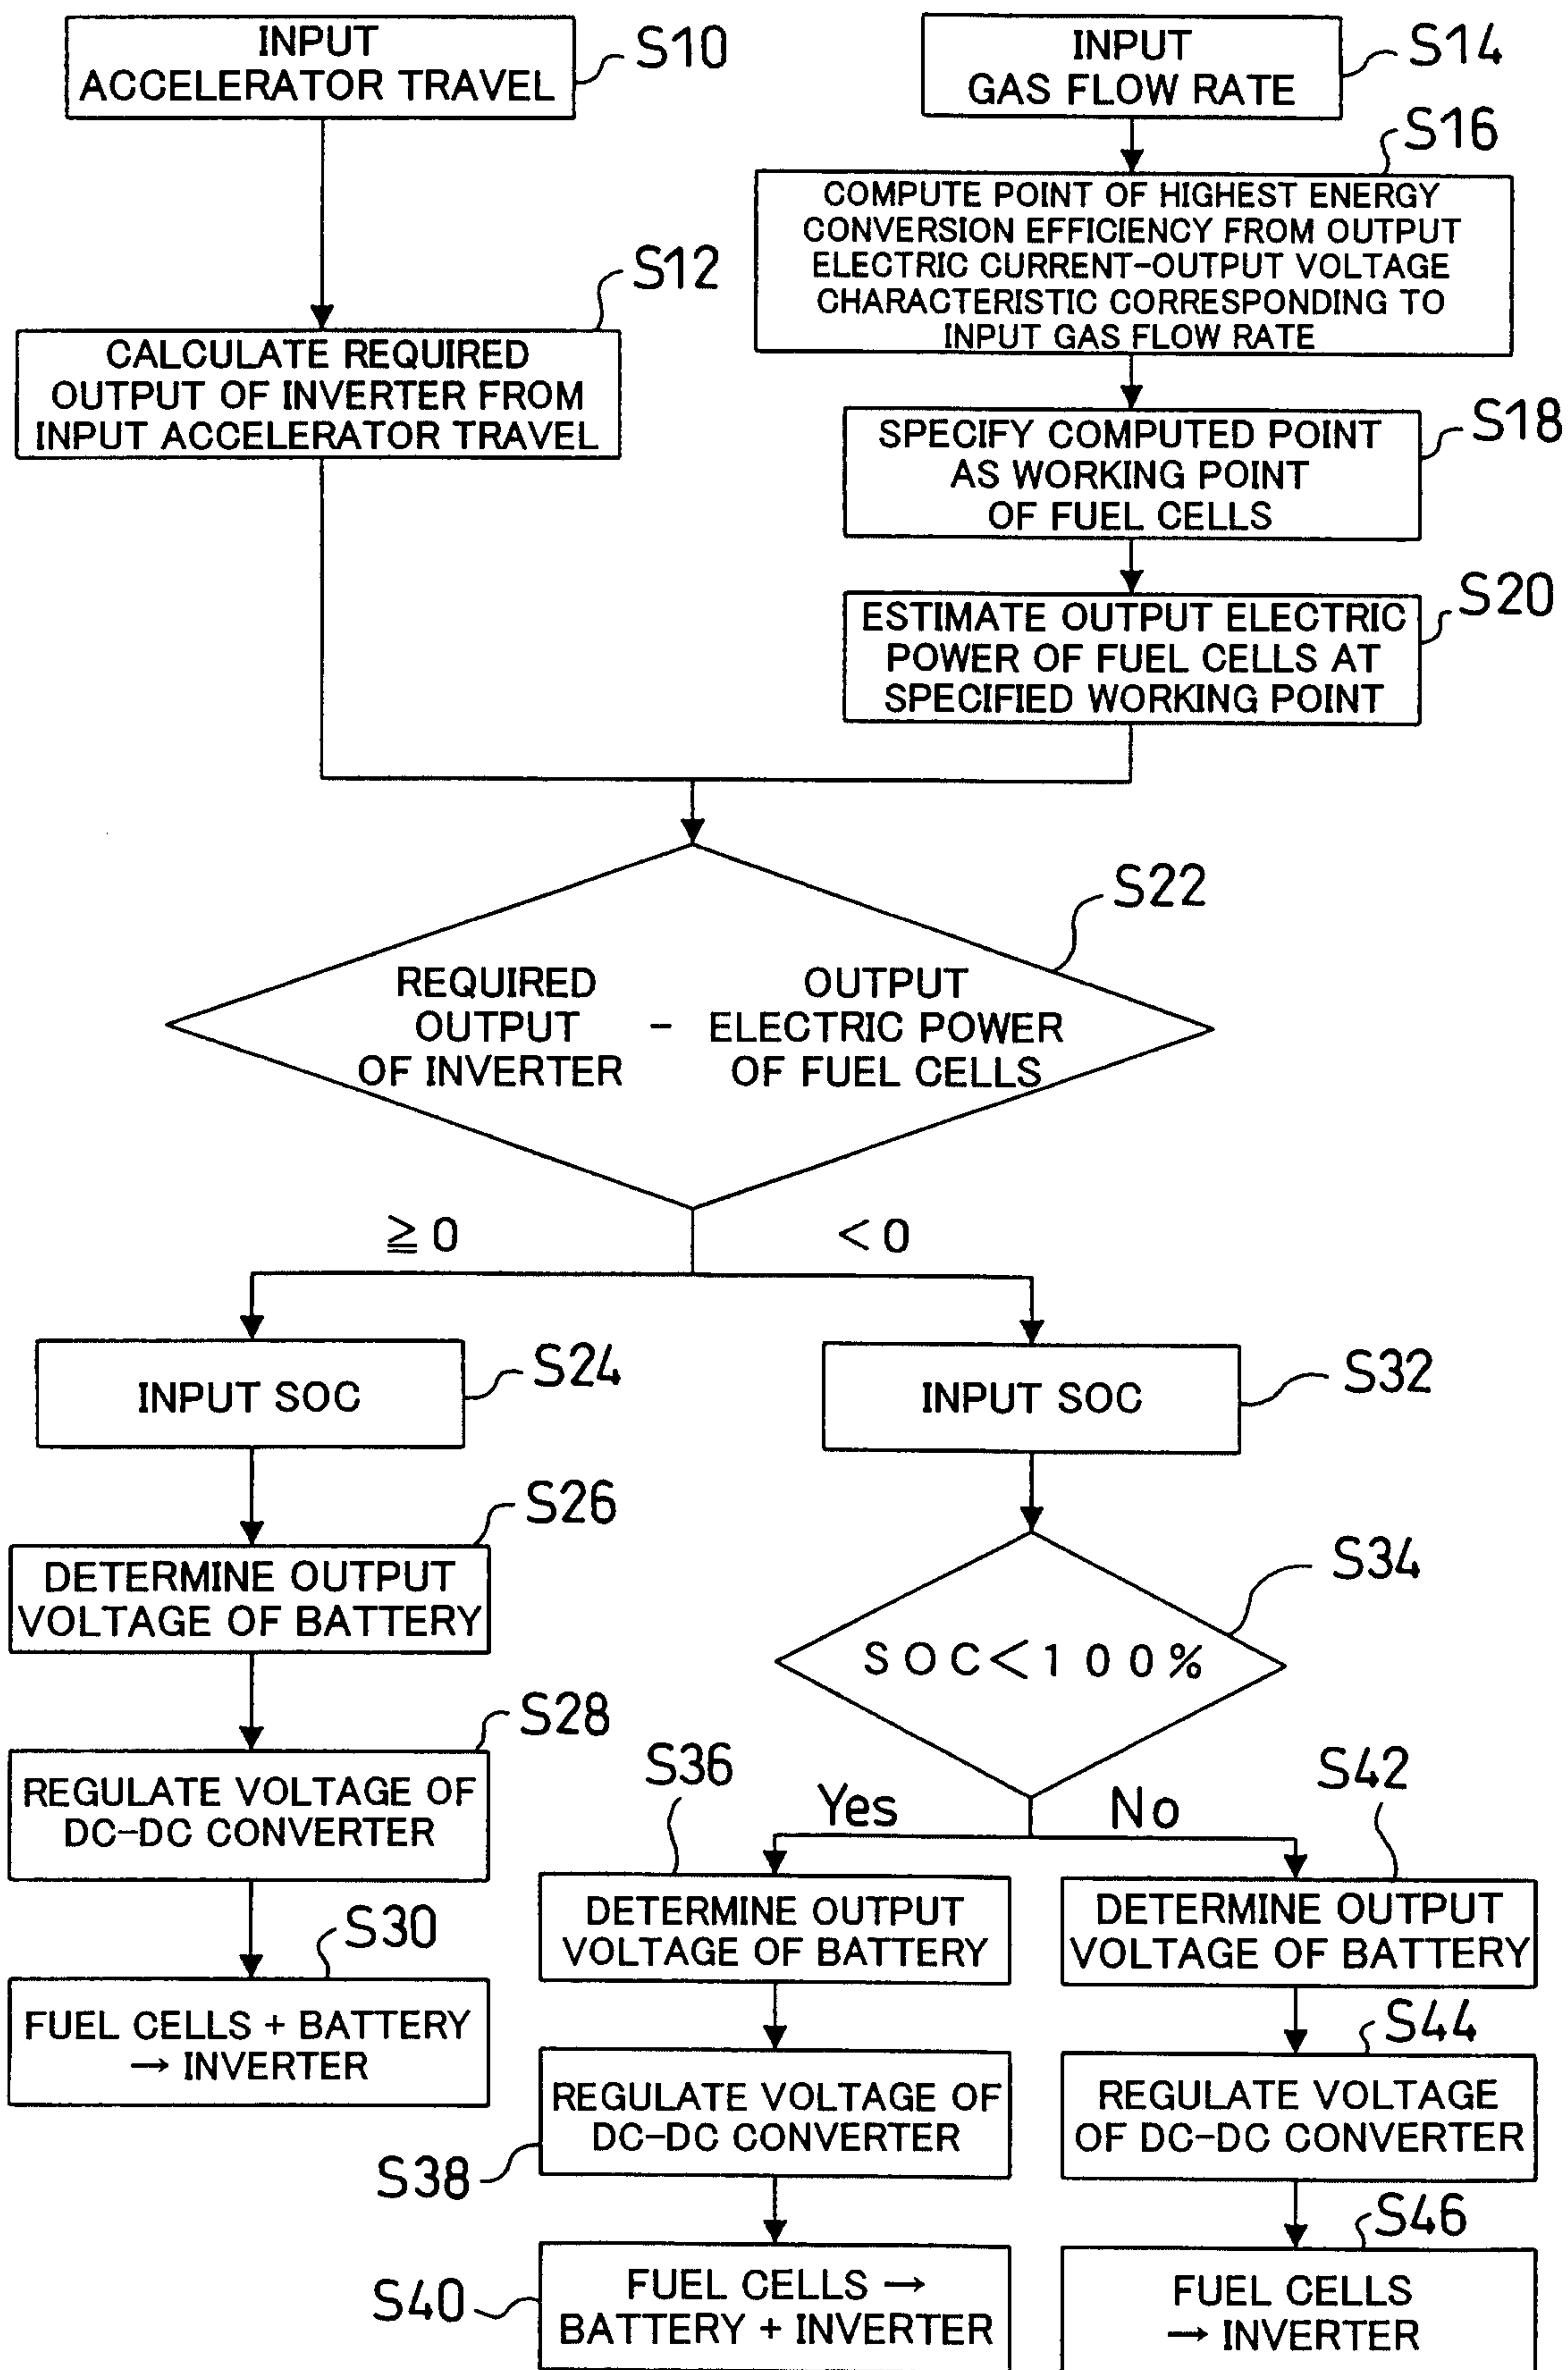 INPUT
ACCELERATOR TRAVEL
S10
CALCULATE REQUIRED
OUTPUT OF INVERTER FROM
INPUT ACCELERATOR TRAVEL
S12
INPUT
GAS FLOW RATE
S14
COMPUTE POINT OF HIGHEST ENERGY
CONVERSION EFFICIENCY FROM OUTPUT
ELECTRIC CURRENT-OUTPUT VOLTAGE
CHARACTERISTIC CORRESPONDING TO
INPUT GAS FLOW RATE
S16
SPECIFY COMPUTED POINT
AS WORKING POINT
OF FUEL CELLS
S18
ESTIMATE OUTPUT ELECTRIC
POWER OF FUEL CELLS AT
SPECIFIED WORKING POINT
S20
S22
REQUIRED
OUTPUT
OF INVERTER
-
OUTPUT
ELECTRIC POWER
OF FUEL CELLS
≧0
<0
INPUT SOC
S24
DETERMINE OUTPUT
VOLTAGE OF BATTERY
S26
REGULATE VOLTAGE OF
DC-DC CONVERTER
S28
FUEL CELLS + BATTERY
→ INVERTER
S30
INPUT SOC
S32
SOC<100%
S34
Yes
No
S36
DETERMINE OUTPUT
VOLTAGE OF BATTERY
REGULATE VOLTAGE OF
DC-DC CONVERTER
S38
FUEL CELLS →
BATTERY + INVERTER
S40
S42
DETERMINE OUTPUT
VOLTAGE OF BATTERY
S44
REGULATE VOLTAGE
OF DC-DC CONVERTER
S46
FUEL CELLS
→ INVERTER